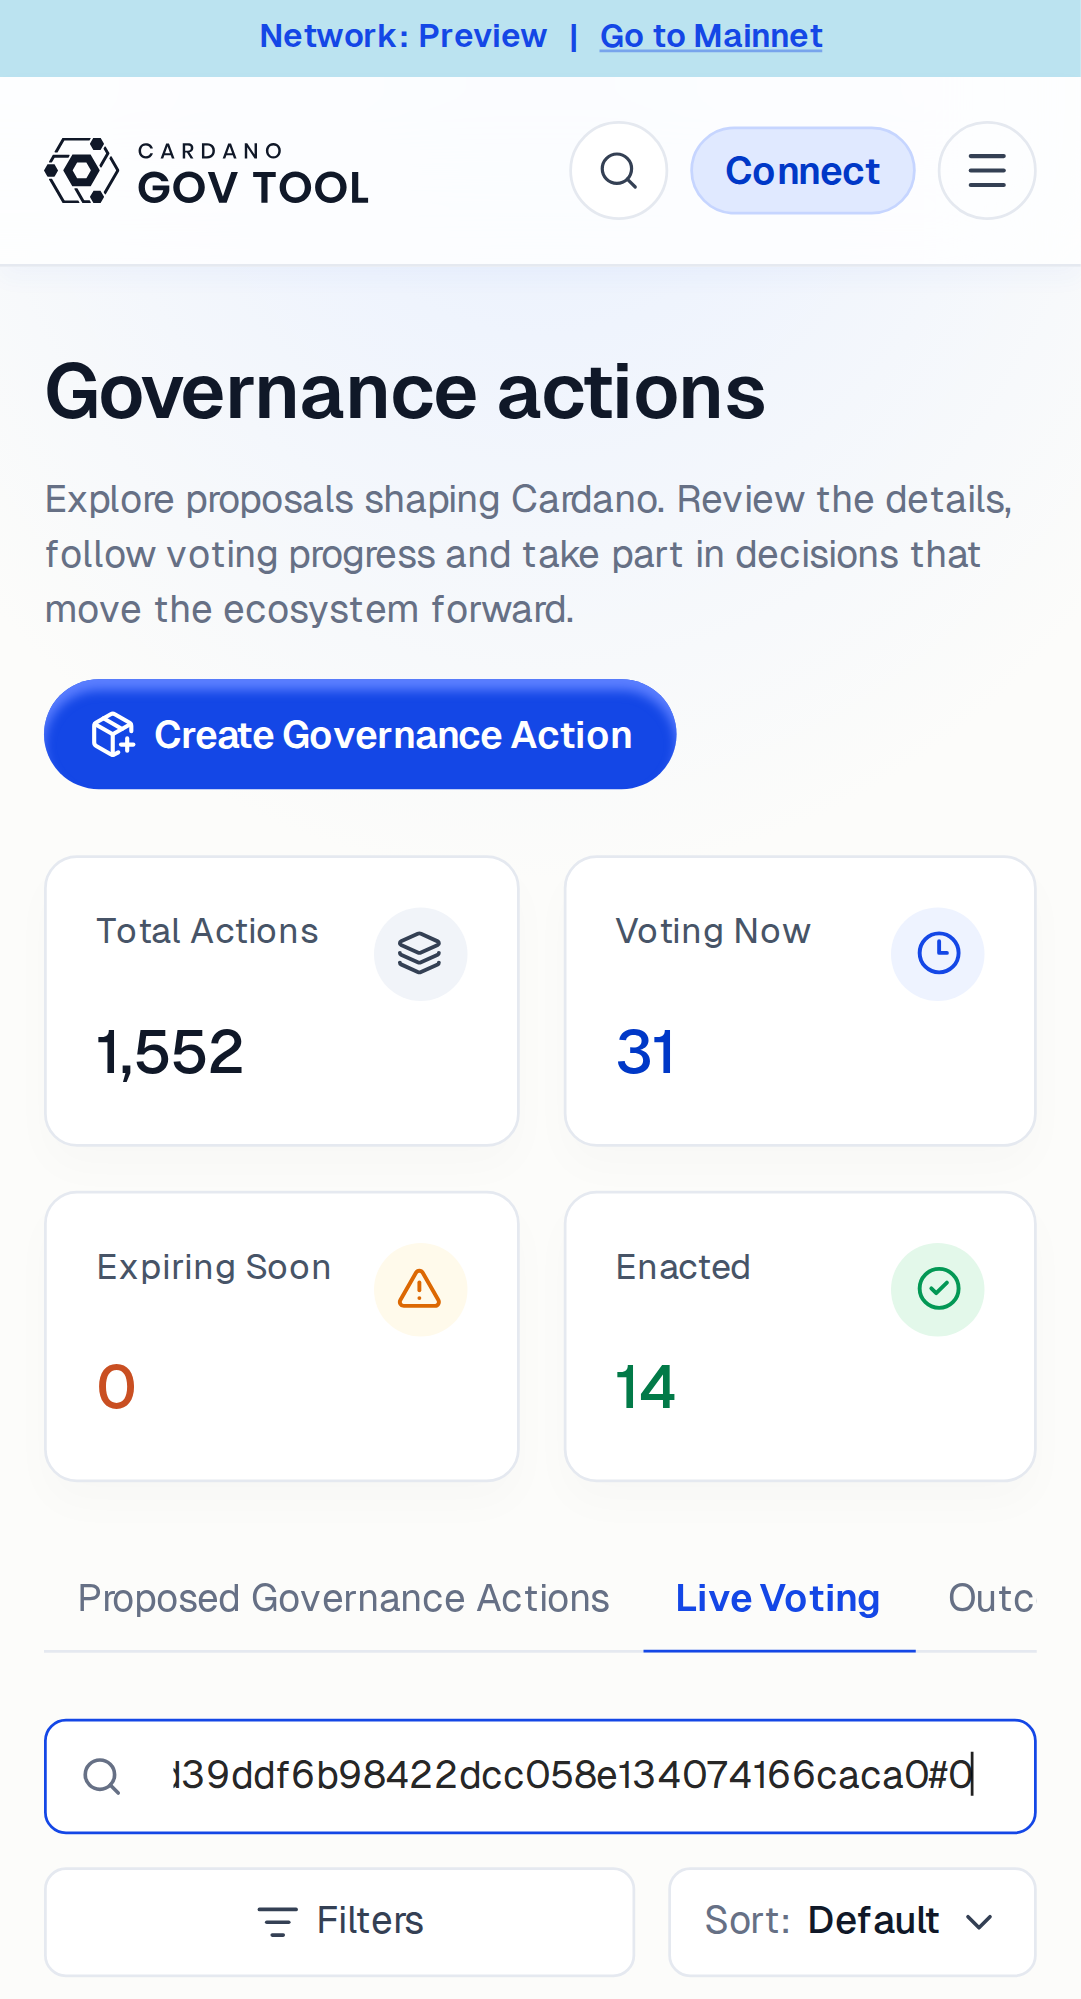 Network: Preview | Go to Mainnet
CARDANO
GOV TOOL
Connect
Governance actions
Explore proposals shaping Cardano. Review the details,
follow voting progress and take part in decisions that
move the ecosystem forward.
Create Governance Action
Total Actions
1,552
Voting Now
31
Expiring Soon
0
Enacted
14
Proposed Governance Actions Live Voting
39ddf6b98422dcc058e134074166caca0#0
Filters
Sort: Default